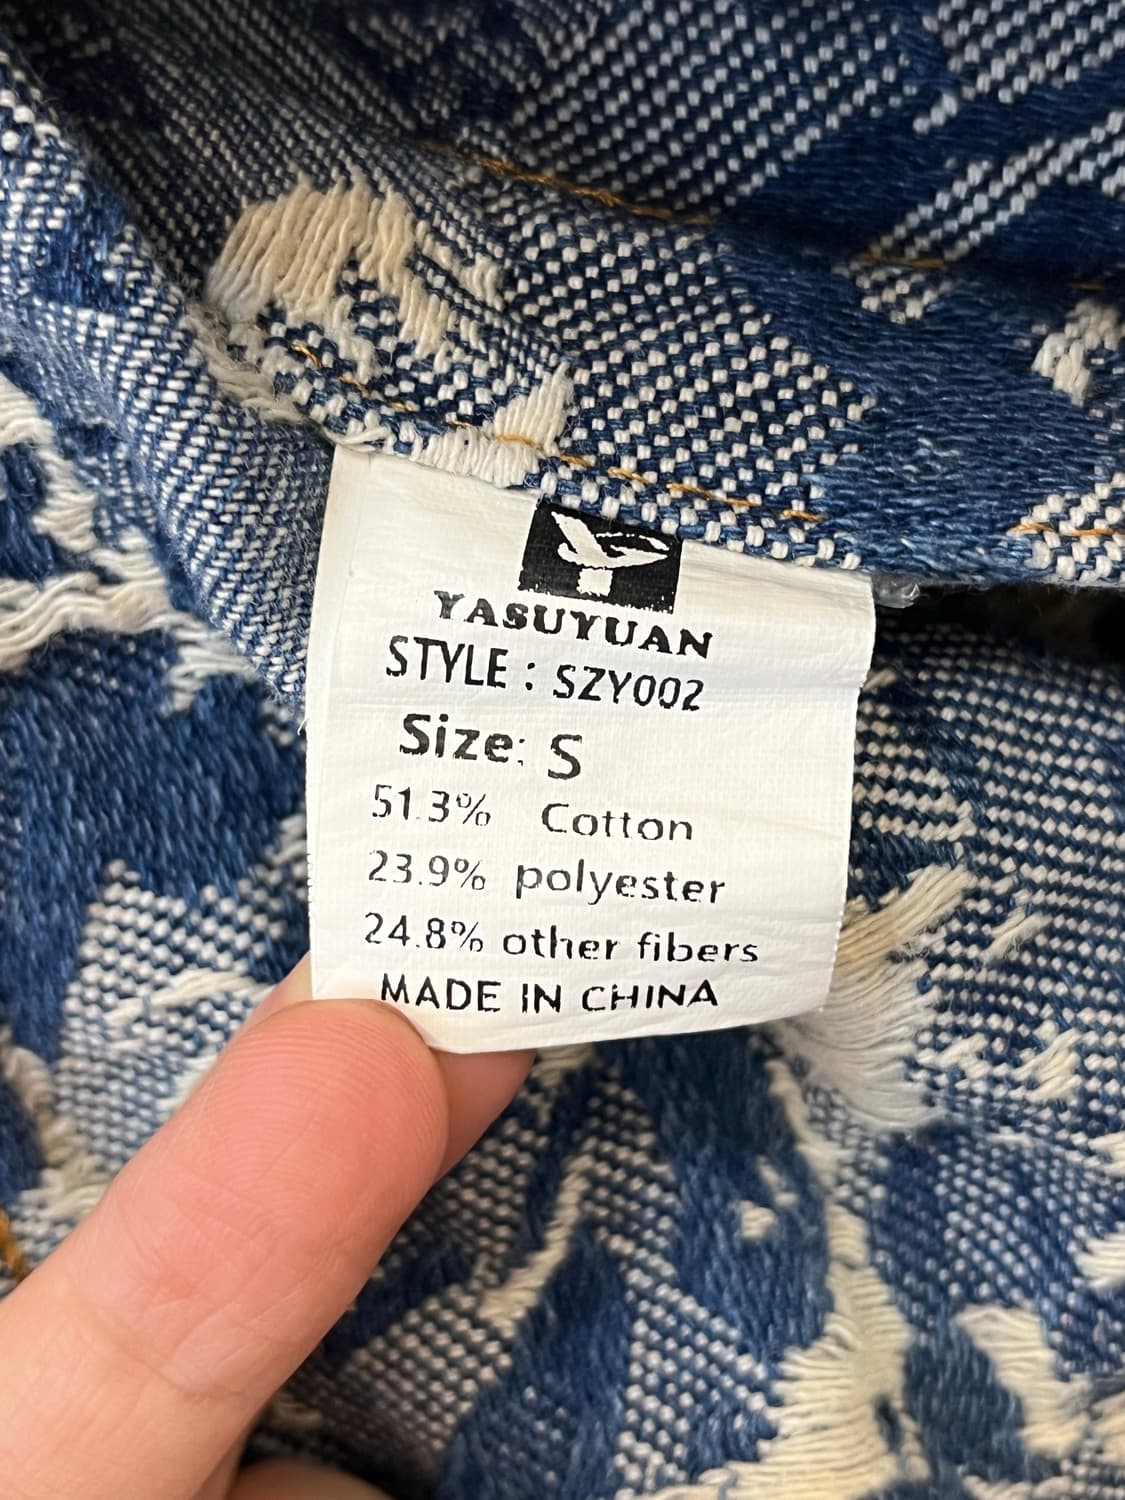 YASUYUAN
STYLE : SZY002
Size: S
51.3% Cotton
23.9% polyester
24.8% other fibers
MADE IN CHINA